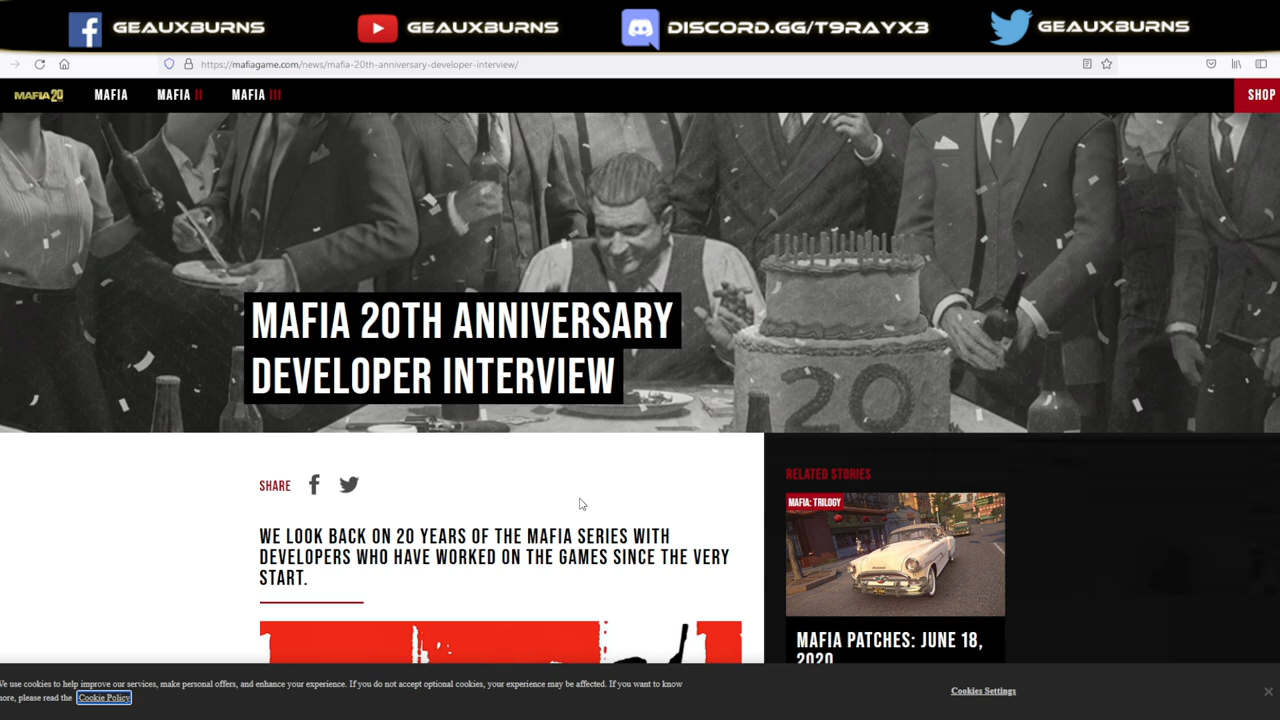 GEAUXBURNS
GEAUXBURNS
DISCORD.GG/T9RAYX3
GEAUXBURNS
https://mafiagame.com/news/mafia-20th-anniversary-developer-interview/
MAFIA20
MAFIA
MAFIA II
MAFIA III
SHOP
MAFIA 20TH ANNIVERSARY
DEVELOPER INTERVIEW
20
SHARE
WE LOOK BACK ON 20 YEARS OF THE MAFIA SERIES WITH
DEVELOPERS WHO HAVE WORKED ON THE GAMES SINCE THE VERY
START.
RELATED STORIES
MAFIA: TRILOGY
MAFIA PATCHES: JUNE 18,
2020
We use cookies to help improve our services, make personal offers, and enhance your experience. If you do not accept optional cookies, your experience may be affected. If you want to know
more, please read the Cookie Policy
Cookies Settings